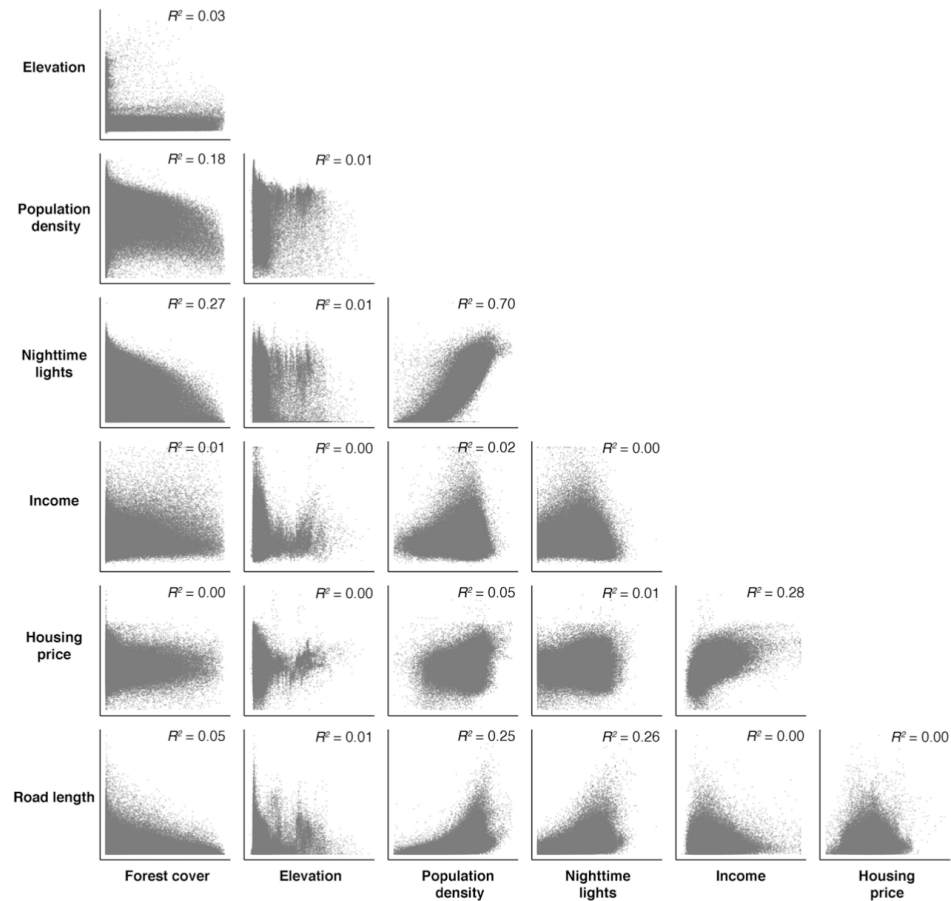 R² = 0.03
Elevation
R² = 0.18
R² = 0.01
Population
density
R² = 0.27
R² = 0.01
R² = 0.70
Nighttime
lights
R² = 0.01
R² = 0.00
R² = 0.02
R² = 0.00
Income
R² = 0.00
R² = 0.00
R² = 0.05
R² = 0.01
R² = 0.28
Housing
price
R² = 0.05
R² = 0.01
R² = 0.25
R² = 0.26
R² = 0.00
R² = 0.00
Road length
Forest cover
Elevation
Population
density
Nighttime
lights
Income
Housing
price